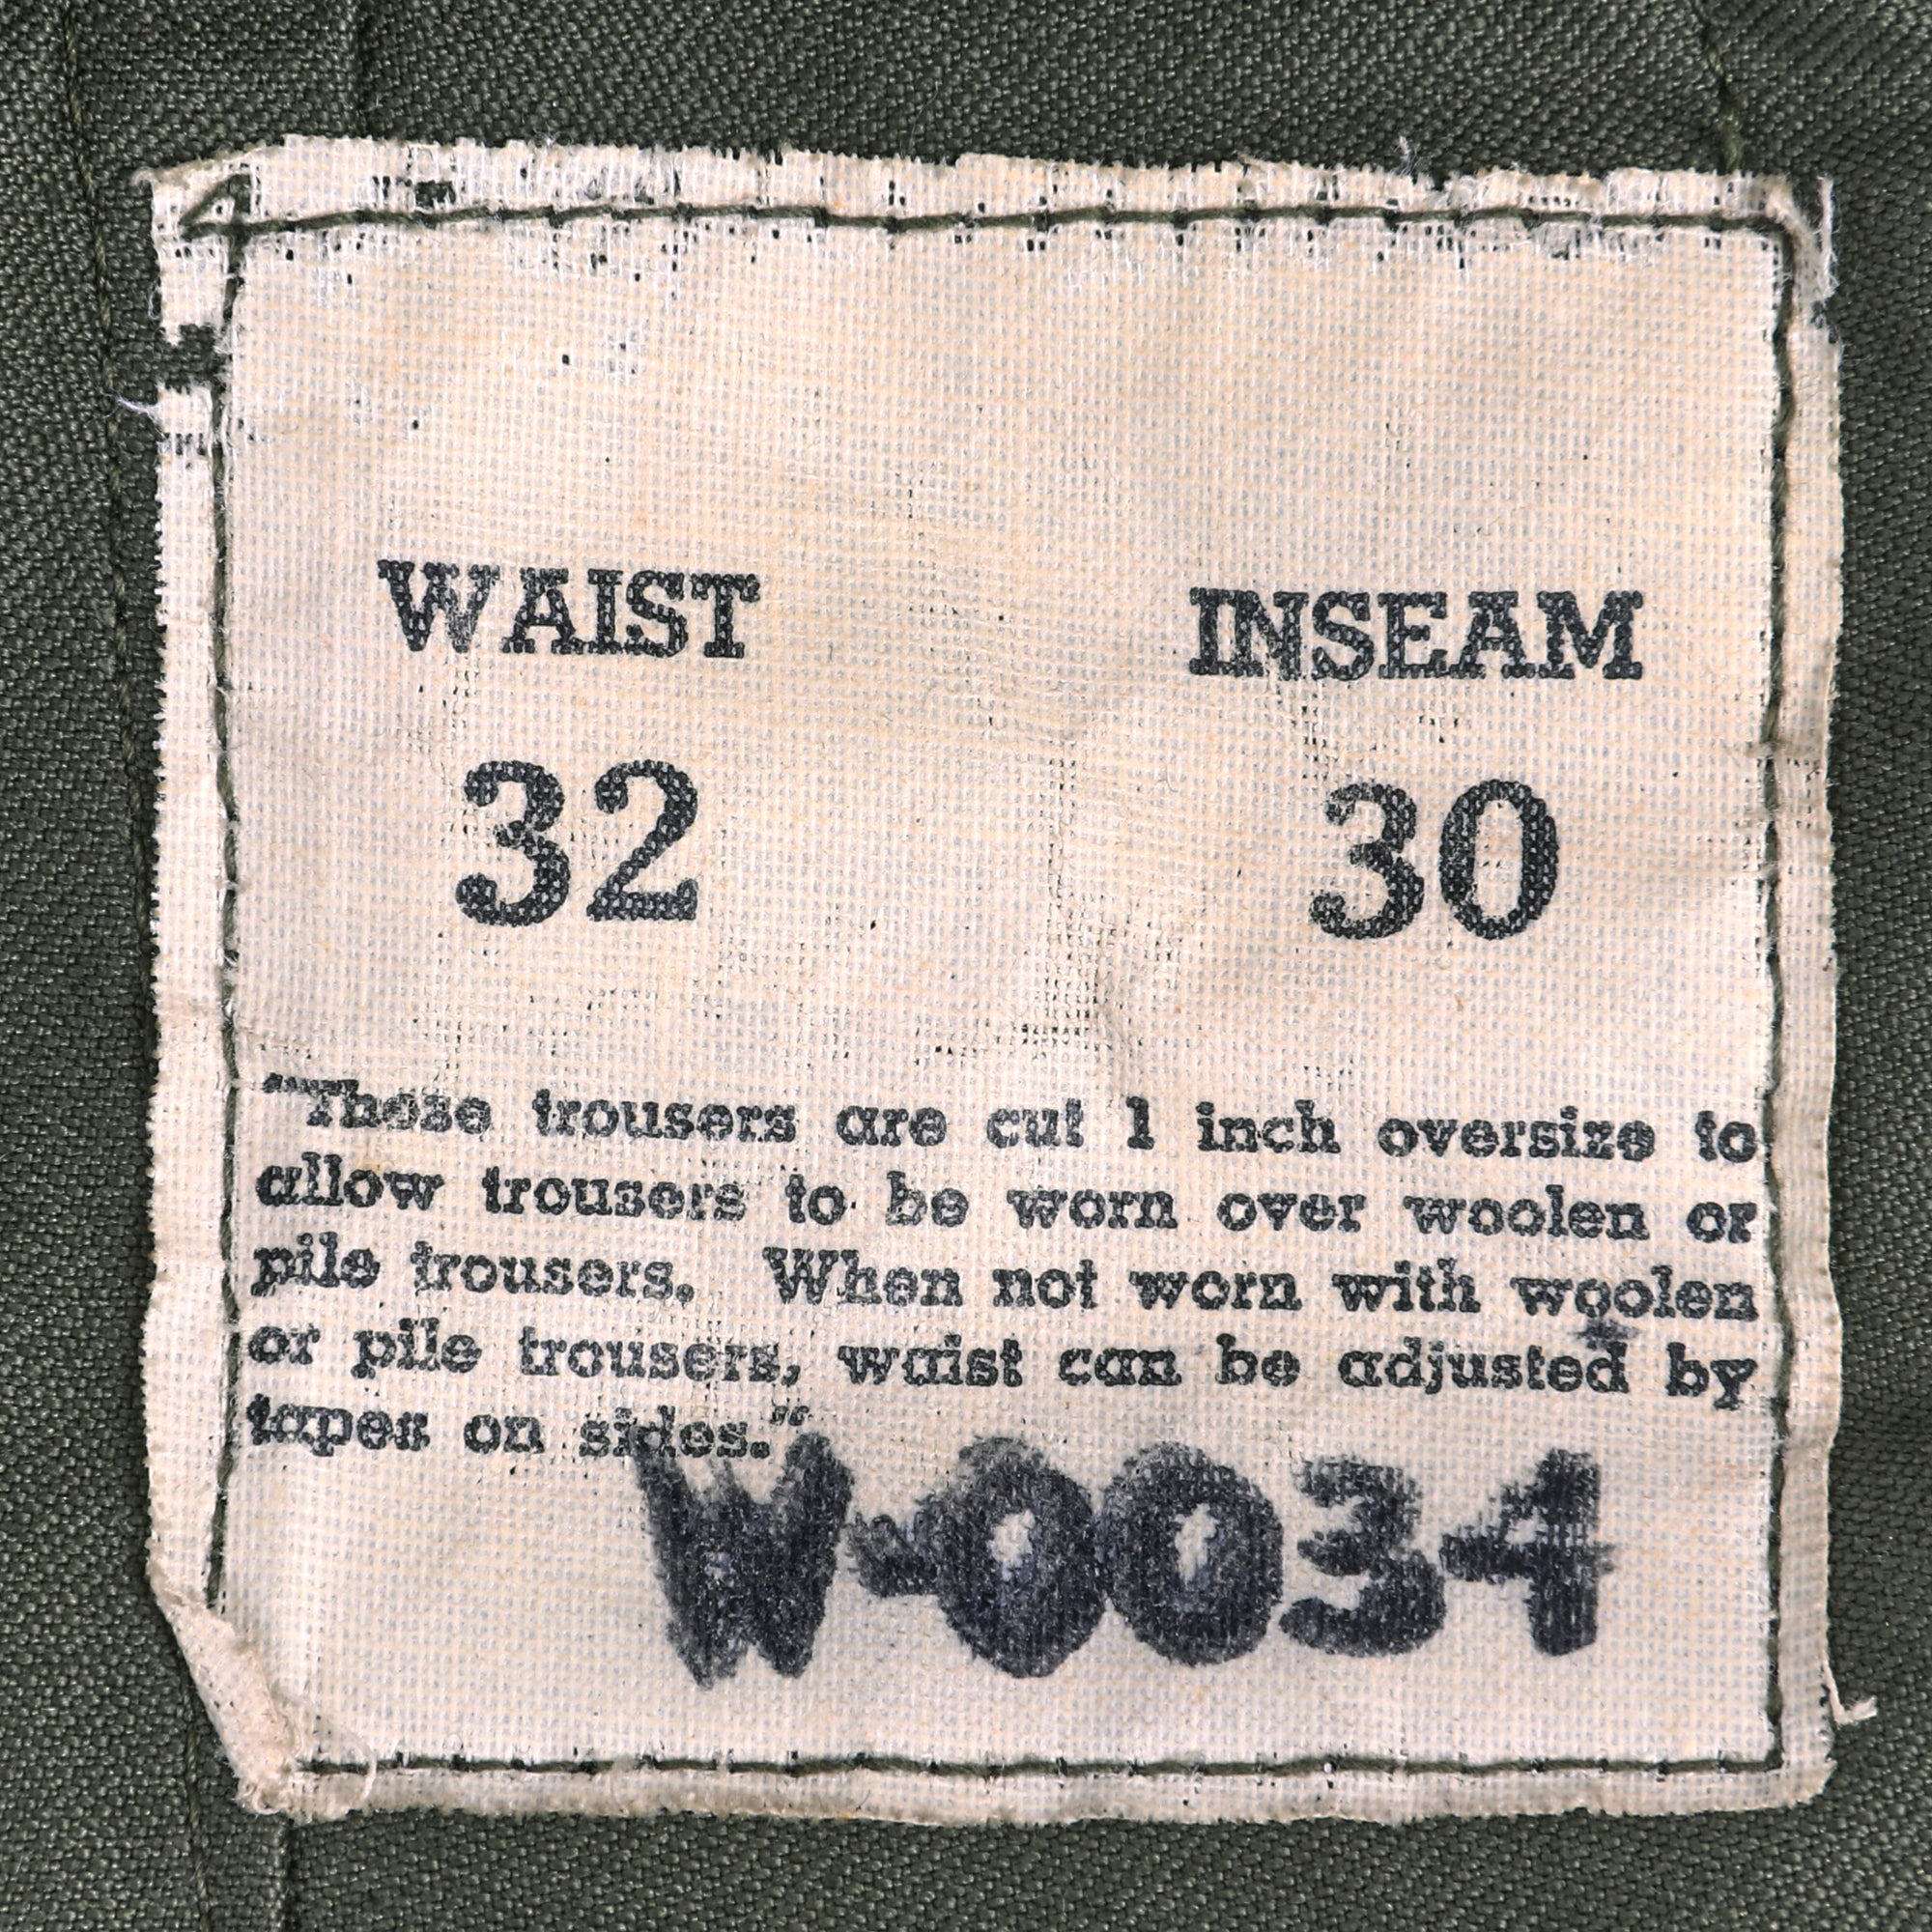 WAIST INSEAM
32 30
"These trousers are cut 1 inch oversize to
allow trousers to be worn over woolen or
pile trousers. When not worn with woolen
or pile trousers, waist can be adjusted by
tapes on sides."
W-0034